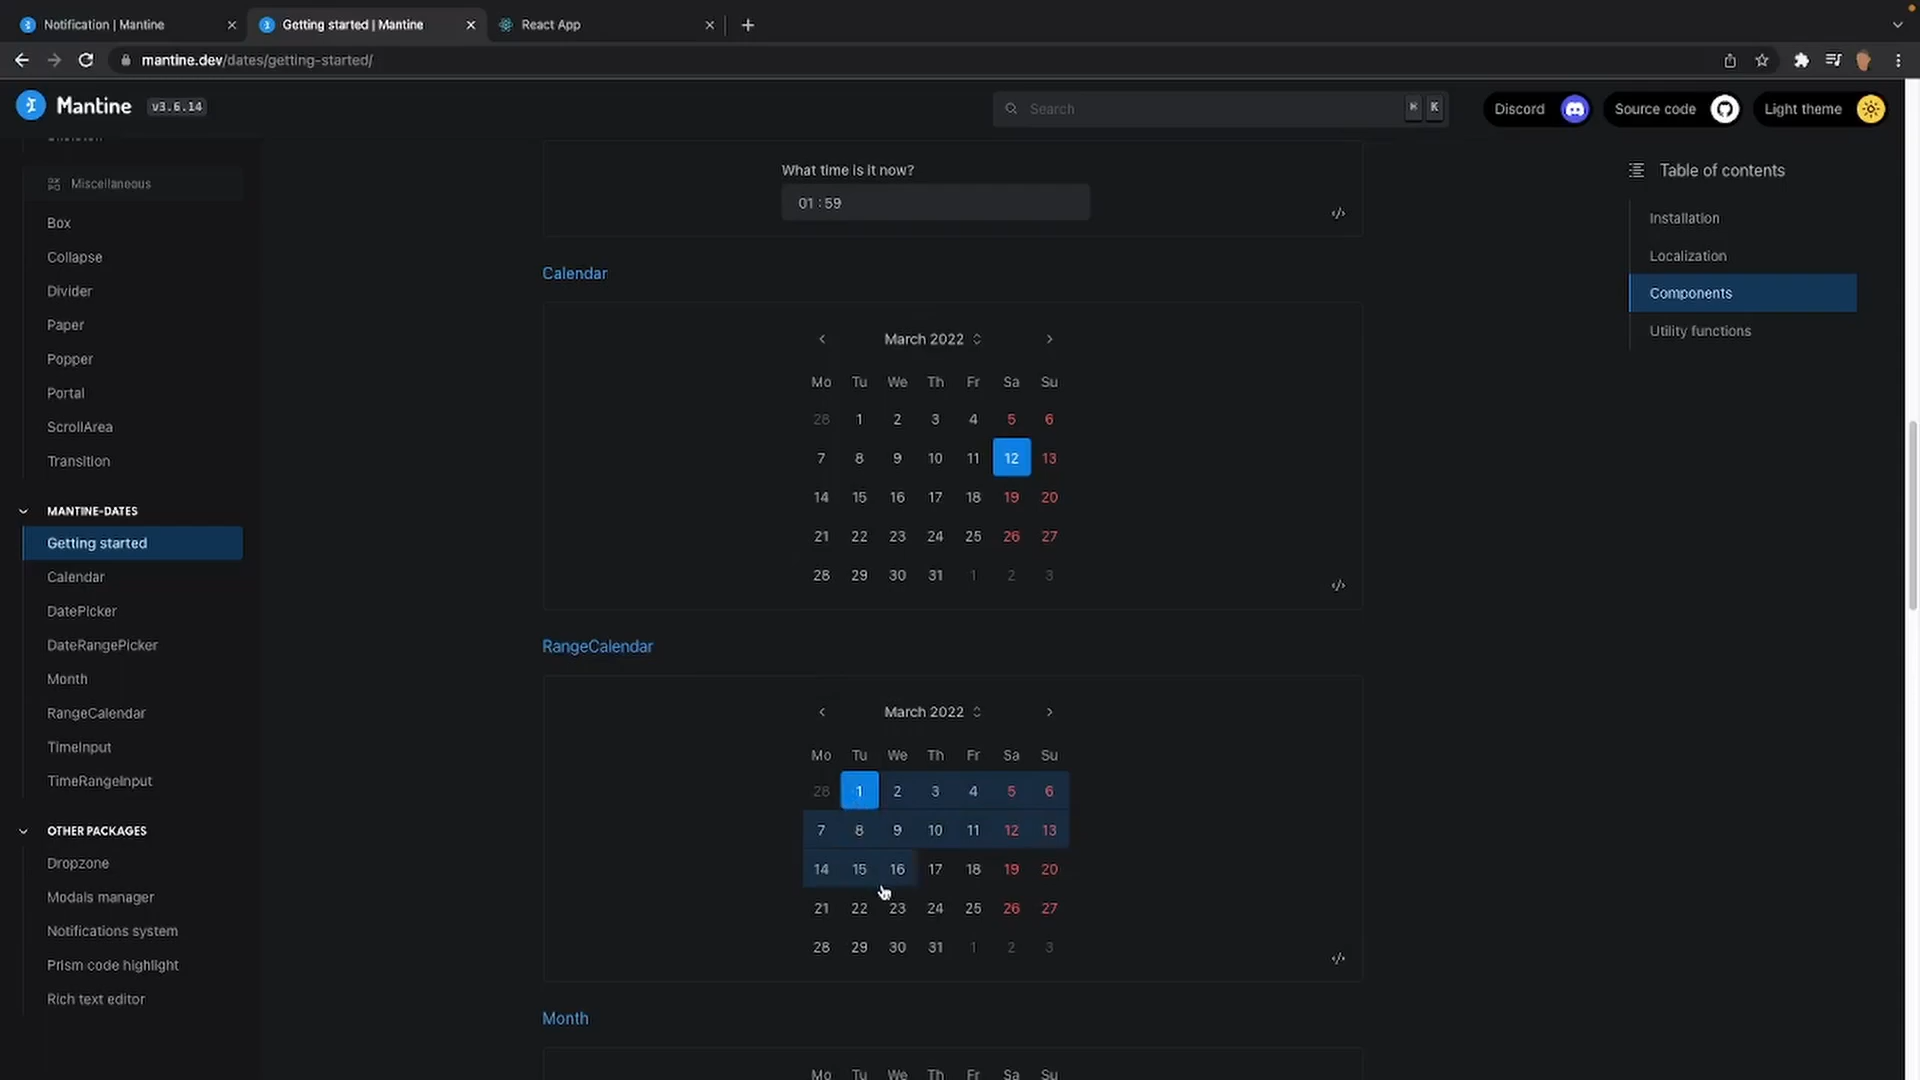 Notification | Mantine
Getting started | Mantine
React App
mantine.dev/dates/getting-started/
Mantine v3.6.14
Search
K
Discord
Source code
Light theme
Miscellaneous
Box
Collapse
Divider
Paper
Popper
Portal
ScrollArea
Transition
MANTINE-DATES
Getting started
Calendar
DatePicker
DateRangePicker
Month
RangeCalendar
TimeInput
TimeRangeInput
OTHER PACKAGES
Dropzone
Modals manager
Notifications system
Prism code highlight
Rich text editor
What time is it now?
01 : 59
Calendar
March 2022
Mo Tu We Th Fr Sa Su
28 1 2 3 4 5 6
7 8 9 10 11 12 13
14 15 16 17 18 19 20
21 22 23 24 25 26 27
28 29 30 31 1 2 3
RangeCalendar
March 2022
Mo Tu We Th Fr Sa Su
28 1 2 3 4 5 6
7 8 9 10 11 12 13
14 15 16 17 18 19 20
21 22 23 24 25 26 27
28 29 30 31 1 2 3
Month
Mo Tu We Th Fr Sa Su
Table of contents
Installation
Localization
Components
Utility functions